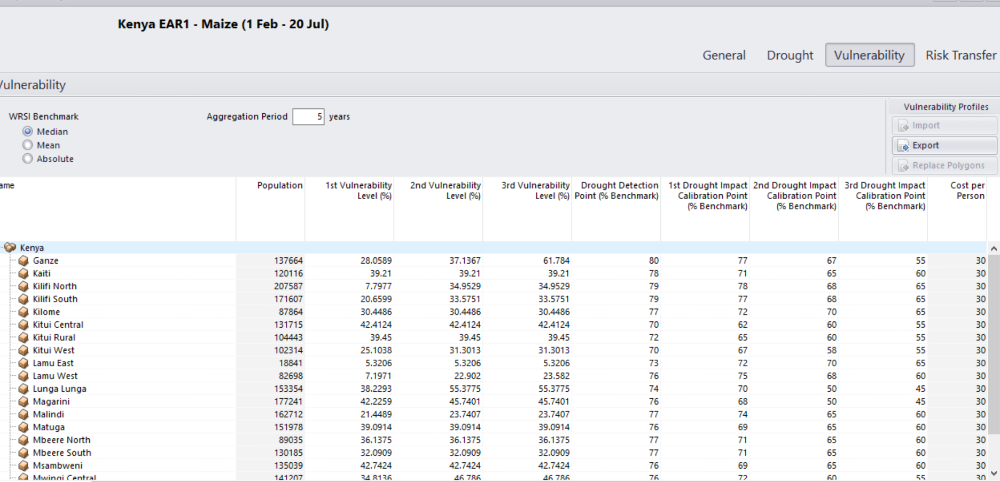 Kenya EAR1 - Maize (1 Feb - 20 Jul)
General Drought Vulnerability Risk Transfer
Vulnerability
WRSI Benchmark
Median
Mean
Absolute
Aggregation Period 5 years
Vulnerability Profiles
Import
Export
Replace Polygons
ame Population 1st Vulnerability Level (%) 2nd Vulnerability Level (%) 3rd Vulnerability Level (%) Drought Detection Point (% Benchmark) 1st Drought Impact Calibration Point (% Benchmark) 2nd Drought Impact Calibration Point (% Benchmark) 3rd Drought Impact Calibration Point (% Benchmark) Cost per Person
Kenya
Ganze 137664 28.0589 37.1367 61.784 80 77 67 55 30
Kaiti 120116 39.21 39.21 39.21 78 71 65 60 30
Kilifi North 207587 7.7977 34.9529 34.9529 79 78 68 65 30
Kilifi South 171607 20.6599 33.5751 33.5751 79 77 68 65 30
Kilome 87864 30.4486 30.4486 30.4486 77 72 70 65 30
Kitui Central 131715 42.4124 42.4124 42.4124 70 62 60 55 30
Kitui Rural 104443 39.45 39.45 39.45 72 65 60 55 30
Kitui West 102314 25.1038 31.3013 31.3013 70 67 58 55 30
Lamu East 18841 5.3206 5.3206 5.3206 73 72 70 65 30
Lamu West 82698 7.1971 22.902 23.582 76 75 68 60 30
Lunga Lunga 153354 38.2293 55.3775 55.3775 74 70 50 45 30
Magarini 177241 42.2259 45.7401 45.7401 76 68 50 45 30
Malindi 162712 21.4489 23.7407 23.7407 77 74 65 60 30
Matuga 151978 39.0914 39.0914 39.0914 76 69 65 60 30
Mbeere North 89035 36.1375 36.1375 36.1375 77 71 65 60 30
Mbeere South 130185 32.0909 32.0909 32.0909 77 71 65 60 30
Msambweni 135039 42.7424 42.7424 42.7424 76 69 65 60 30
Mwingi Central 141207 34.8136 46.786 46.786 76 72 60 55 30